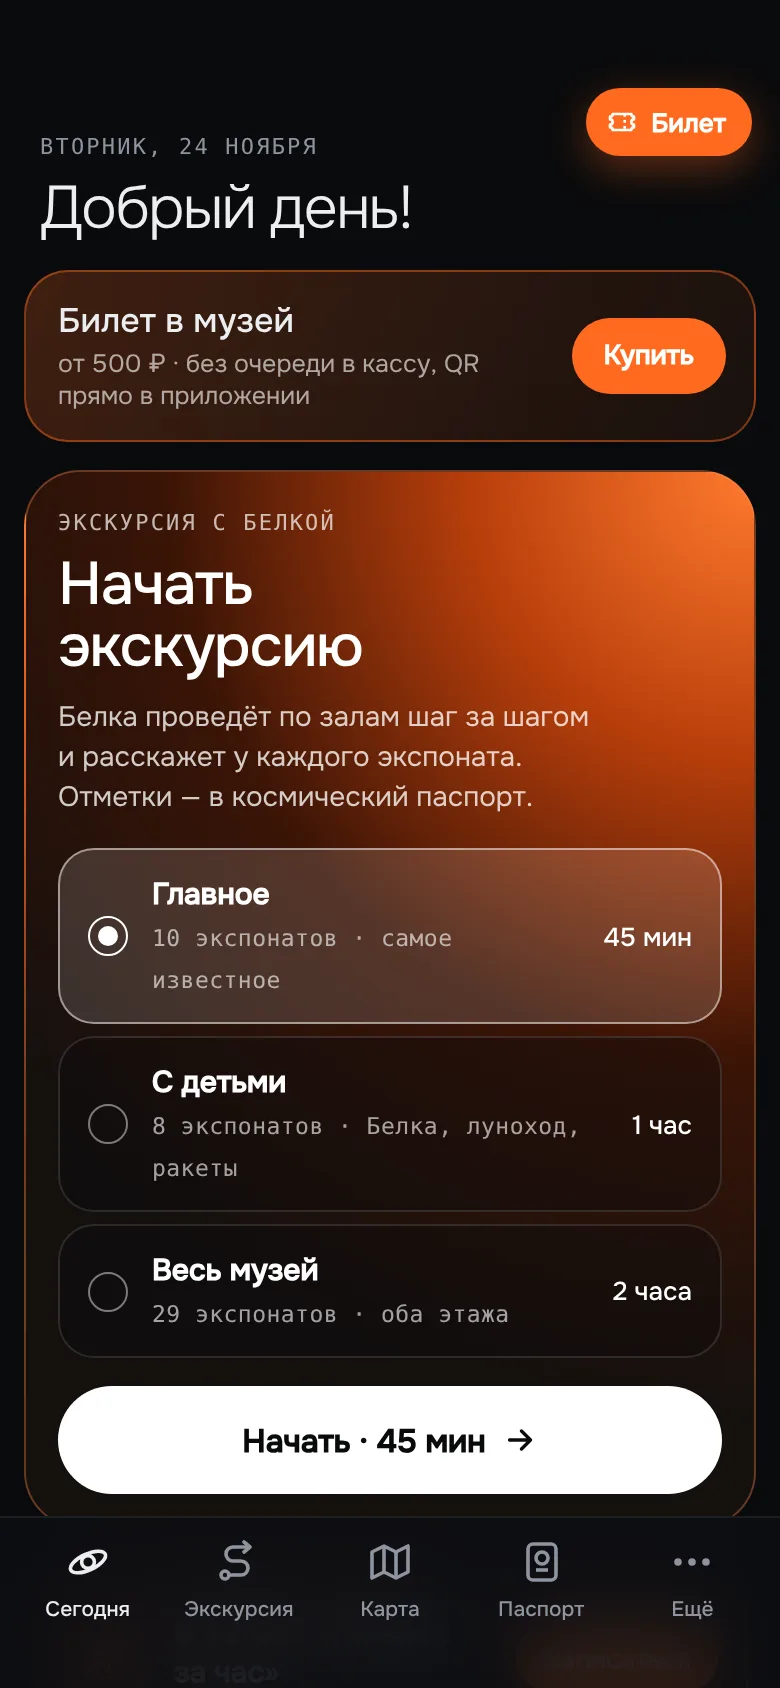 Билет
ВТОРНИК, 24 НОЯБРЯ
Добрый день!
Билет в музей
от 500 ₽ · без очереди в кассу, QR
прямо в приложении
Купить
ЭКСКУРСИЯ С БЕЛКОЙ
Начать
экскурсию
Белка проведёт по залам шаг за шагом
и расскажет у каждого экспоната.
Отметки — в космический паспорт.
Главное
10 экспонатов · самое
известное
45 мин
С детьми
8 экспонатов · Белка, луноход,
ракеты
1 час
Весь музей
29 экспонатов · оба этажа
2 часа
Начать · 45 мин →
Сегодня
Экскурсия
Карта
Паспорт
Ещё
за час»